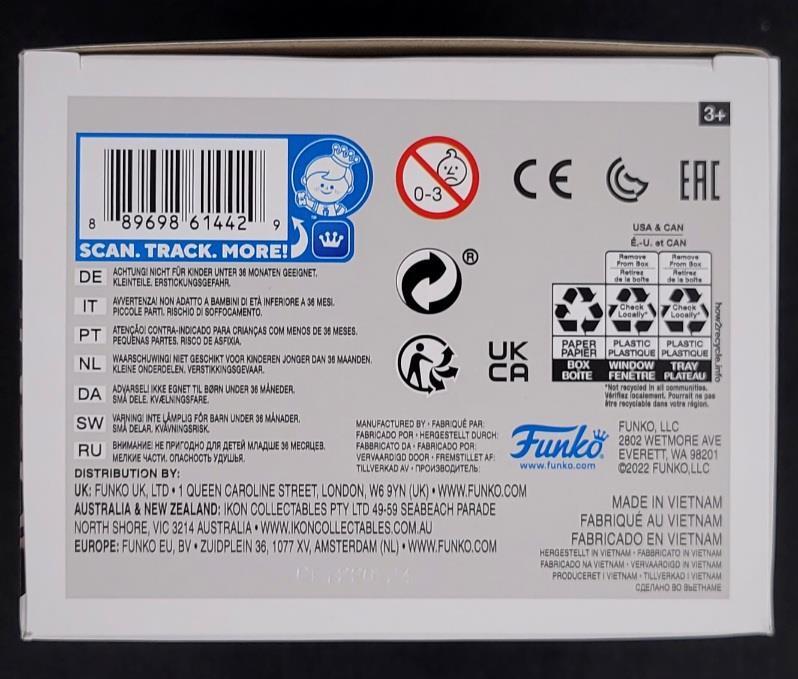 3+
8 89698 61442 9
SCAN. TRACK. MORE!
0-3
CE
EAC
®
UK
CA
USA & CAN
É.-U. et CAN
Remove
From Box
Retirez
de la boîte
Remove
From Box
Retirez
de la boîte
Check
Locally*
Check
Locally*
PAPER
PAPIER
PLASTIC
PLASTIQUE
PLASTIC
PLASTIQUE
BOX
BOÎTE
WINDOW
FENÊTRE
TRAY
PLATEAU
how2recycle.info
*Not recycled in all communities.
Vérifiez localement. Pourrait ne pas
être recyclable dans votre région.
DE ACHTUNG! NICHT FÜR KINDER UNTER 36 MONATEN GEEIGNET.
KLEINTEILE. ERSTICKUNGSGEFAHR.
IT AVVERTENZA! NON ADATTO A BAMBINI DI ETÀ INFERIORE A 36 MESI.
PICCOLE PARTI. RISCHIO DI SOFFOCAMENTO.
PT ATENÇÃO! CONTRA-INDICADO PARA CRIANÇAS COM MENOS DE 36 MESES.
PEQUENAS PARTES. RISCO DE ASFIXIA.
NL WAARSCHUWING! NIET GESCHIKT VOOR KINDEREN JONGER DAN 36 MAANDEN.
KLEINE ONDERDELEN. VERSTIKKINGSGEVAAR.
DA ADVARSEL! IKKE EGNET TIL BØRN UNDER 36 MÅNEDER.
SMÅ DELE. KVÆLNINGSFARE.
SW VARNING! INTE LÄMPLIG FÖR BARN UNDER 36 MÅNADER.
SMÅ DELAR. KVÄVNINGSRISK.
RU ВНИМАНИЕ! НЕ ПРИГОДНО ДЛЯ ДЕТЕЙ МЛАДШЕ 36 МЕСЯЦЕВ.
МЕЛКИЕ ЧАСТИ. ОПАСНОСТЬ УДУШЬЯ.
MANUFACTURED BY • FABRIQUÉ PAR:
FABRICADO POR • HERGESTELLT DURCH:
FABBRICATO DA • FABRICADO POR:
VERVAARDIGD DOOR • FREMSTILLET AF:
TILLVERKAD AV • ПРОИЗВОДИТЕЛЬ:
Funko
www.funko.com
FUNKO, LLC
2802 WETMORE AVE
EVERETT, WA 98201
©2022 FUNKO,LLC
DISTRIBUTION BY:
UK: FUNKO UK, LTD • 1 QUEEN CAROLINE STREET, LONDON, W6 9YN (UK) • WWW.FUNKO.COM
AUSTRALIA & NEW ZEALAND: IKON COLLECTABLES PTY LTD 49-59 SEABEACH PARADE
NORTH SHORE, VIC 3214 AUSTRALIA • WWW.IKONCOLLECTABLES.COM.AU
EUROPE: FUNKO EU, BV • ZUIDPLEIN 36, 1077 XV, AMSTERDAM (NL) • WWW.FUNKO.COM
MADE IN VIETNAM
FABRIQUÉ AU VIETNAM
FABRICADO EN VIETNAM
HERGESTELLT IN VIETNAM • FABBRICATO IN VIETNAM
FABRICADO NA VIETNAM • VERVAARDIGD IN VIETNAM
PRODUCERET I VIETNAM • TILLVERKAD I VIETNAM
СДЕЛАНО ВО ВЬЕТНАМЕ